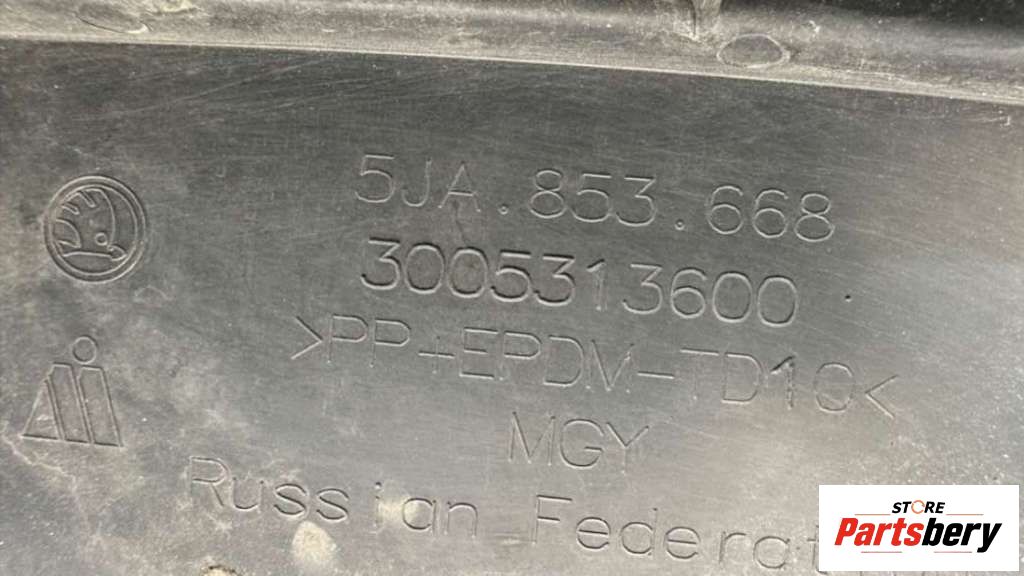 5JA.853.668
3005313600
>PP+EPDM-TD10<
MGY
Russian Federat
STORE
Partsbery